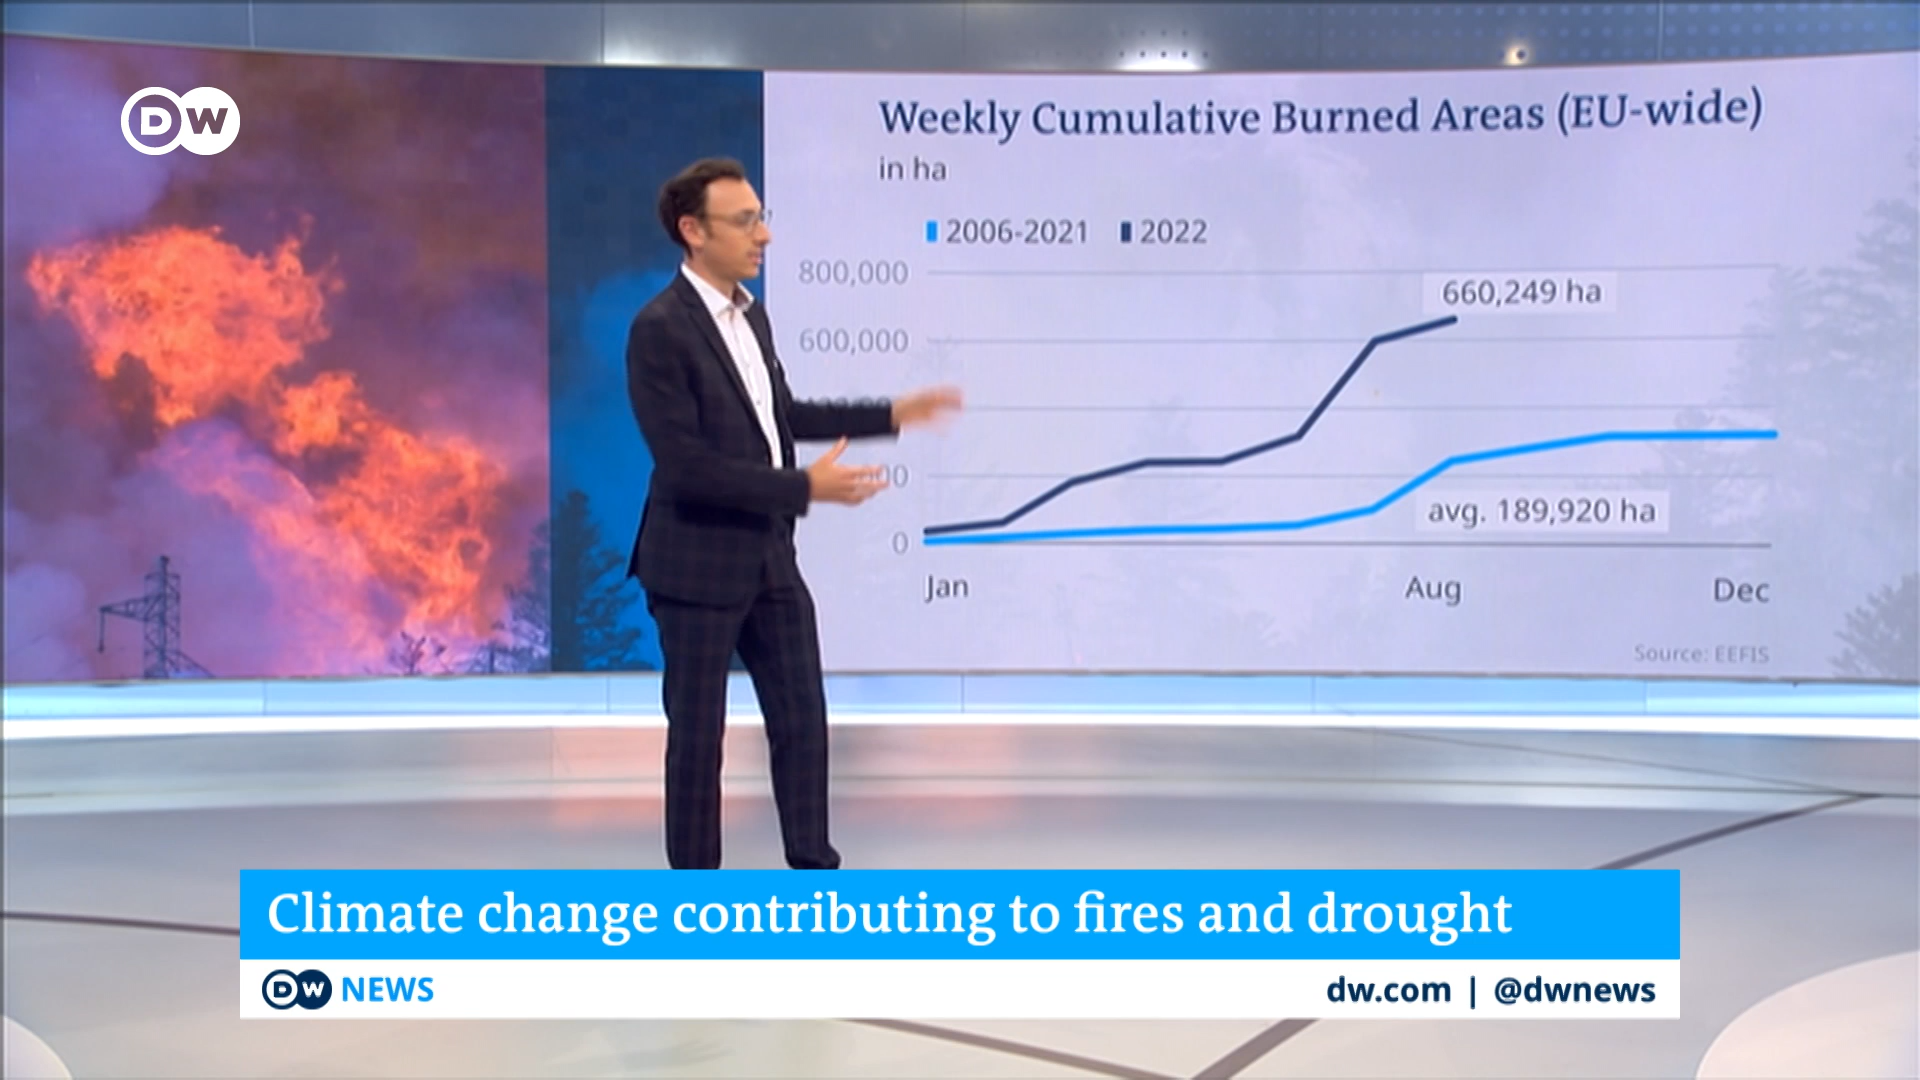 DW
Weekly Cumulative Burned Areas (EU-wide)
in ha
2006-2021 2022
800,000
660,249 ha
600,000
avg. 189,920 ha
0
Jan Aug Dec
Source: EEFIS
Climate change contributing to fires and drought
DW NEWS
dw.com | @dwnews